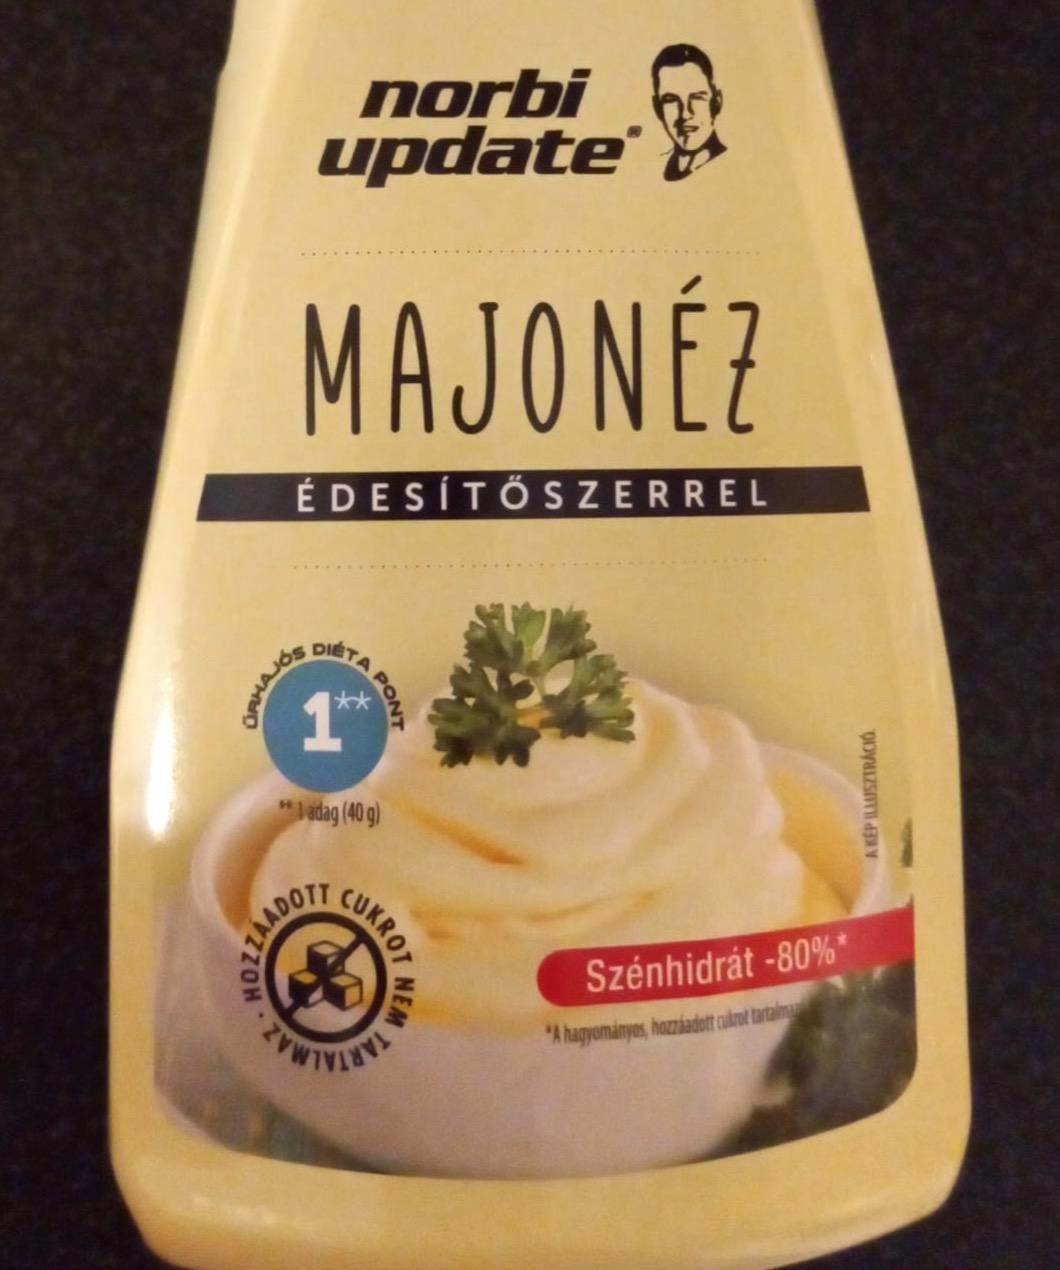 norbi
update®
MAJONÉZ
ÉDESÍTŐSZERREL
ŰRHAJÓS DIÉTA PONT
1**
** 1 adag (40 g)
A KÉP ILLUSZTRÁCIÓ.
HOZZÁADOTT CUKROT NEM TARTALMAZ •
Szénhidrát -80%*
*A hagyományos, hozzáadott cukrot